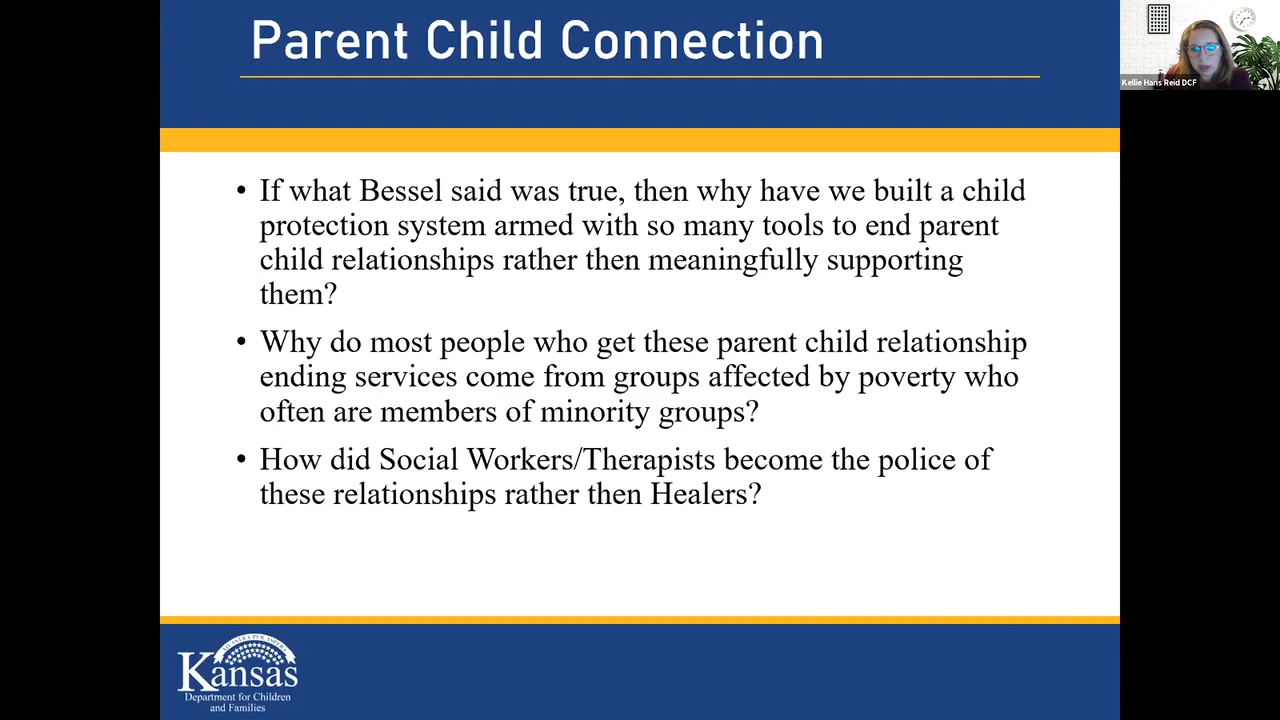 Parent Child Connection
Kellie Hans Reid DCF
• If what Bessel said was true, then why have we built a child
protection system armed with so many tools to end parent
child relationships rather then meaningfully supporting
them?
• Why do most people who get these parent child relationship
ending services come from groups affected by poverty who
often are members of minority groups?
• How did Social Workers/Therapists become the police of
these relationships rather then Healers?
Kansas
Department for Children
and Families